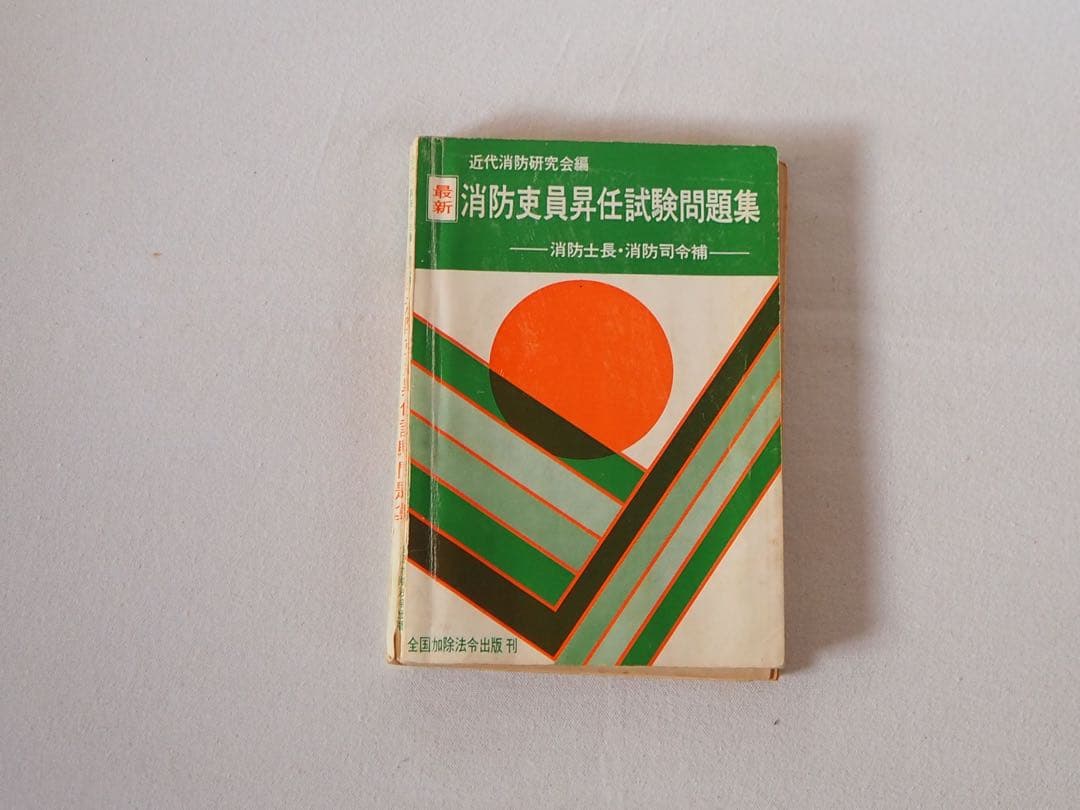 近代消防研究会編
最新
消防吏員昇任試験問題集
消防士長・消防司令補
全国加除法令出版 刊